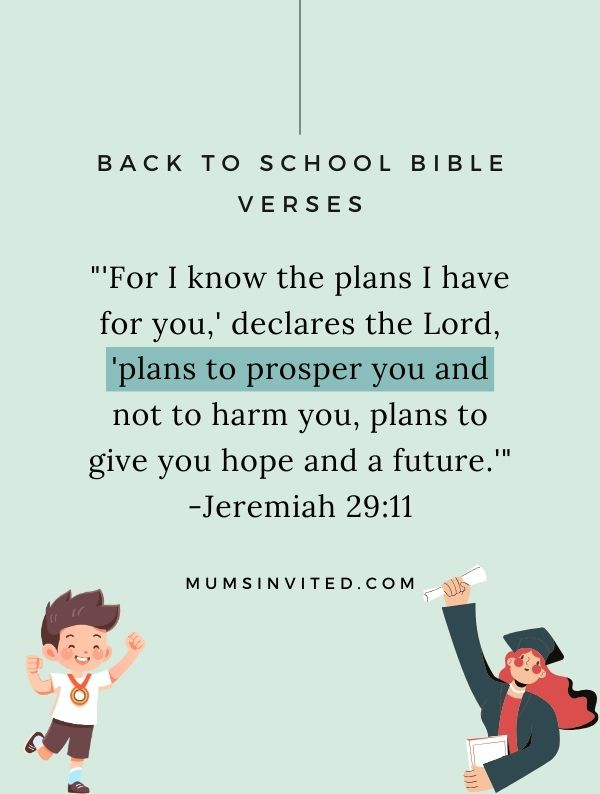 BACK TO SCHOOL BIBLE
VERSES
"'For I know the plans I have
for you,' declares the Lord,
'plans to prosper you and
not to harm you, plans to
give you hope and a future.'"
-Jeremiah 29:11
MUMSINVITED.COM